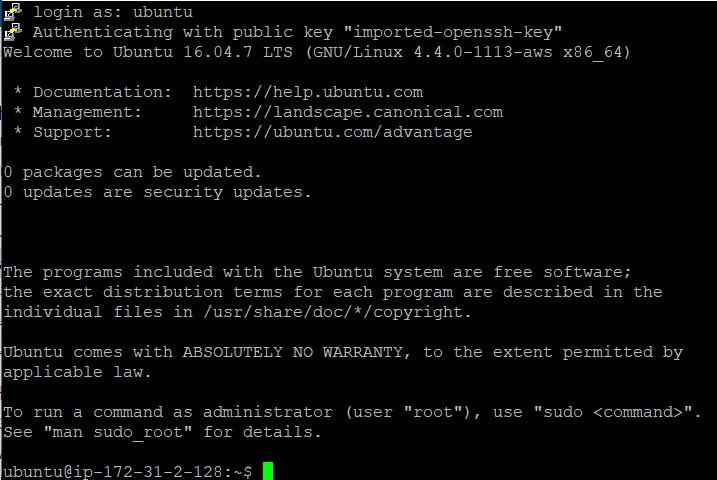 login as: ubuntu
Authenticating with public key "imported-openssh-key"
Welcome to Ubuntu 16.04.7 LTS (GNU/Linux 4.4.0-1113-aws x86_64)
* Documentation:  https://help.ubuntu.com
* Management:     https://landscape.canonical.com
* Support:        https://ubuntu.com/advantage
0 packages can be updated.
0 updates are security updates.
The programs included with the Ubuntu system are free software;
the exact distribution terms for each program are described in the
individual files in /usr/share/doc/*/copyright.
Ubuntu comes with ABSOLUTELY NO WARRANTY, to the extent permitted by
applicable law.
To run a command as administrator (user "root"), use "sudo <command>".
See "man sudo_root" for details.
ubuntu@ip-172-31-2-128:~$